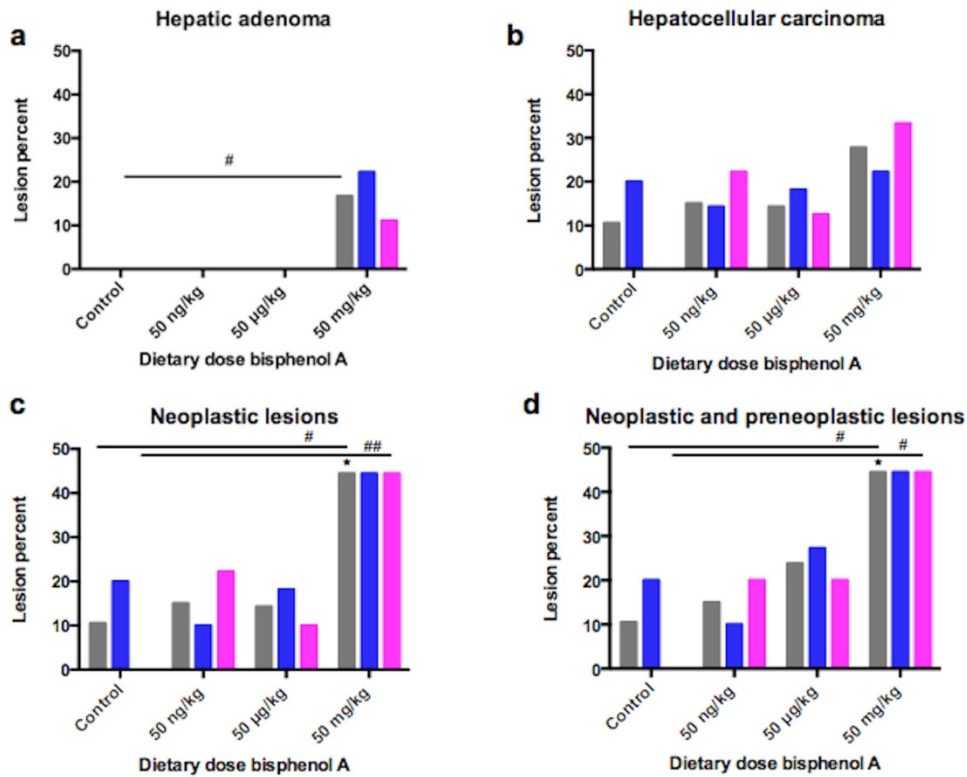 a
Hepatic adenoma
50
40
30
20
10
0
Lesion percent
#
Control
50 ng/kg
50 µg/kg
50 mg/kg
Dietary dose bisphenol A
b
Hepatocellular carcinoma
50
40
30
20
10
0
Lesion percent
Control
50 ng/kg
50 µg/kg
50 mg/kg
Dietary dose bisphenol A
c
Neoplastic lesions
#
##
*
50
40
30
20
10
0
Lesion percent
Control
50 ng/kg
50 µg/kg
50 mg/kg
Dietary dose bisphenol A
d
Neoplastic and preneoplastic lesions
#
#
*
50
40
30
20
10
0
Lesion percent
Control
50 ng/kg
50 µg/kg
50 mg/kg
Dietary dose bisphenol A